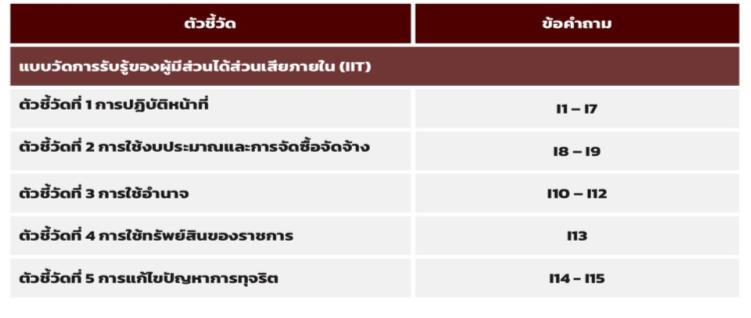 ตัวชี้วัด ข้อคำถาม
แบบวัดการรับรู้ของผู้มีส่วนได้ส่วนเสียภายใน (IIT)
ตัวชี้วัดที่ 1 การปฏิบัติหน้าที่ I1 – I7
ตัวชี้วัดที่ 2 การใช้งบประมาณและการจัดซื้อจัดจ้าง I8 – I9
ตัวชี้วัดที่ 3 การใช้อำนาจ I10 – I12
ตัวชี้วัดที่ 4 การใช้ทรัพย์สินของราชการ I13
ตัวชี้วัดที่ 5 การแก้ไขปัญหาการทุจริต I14 - I15